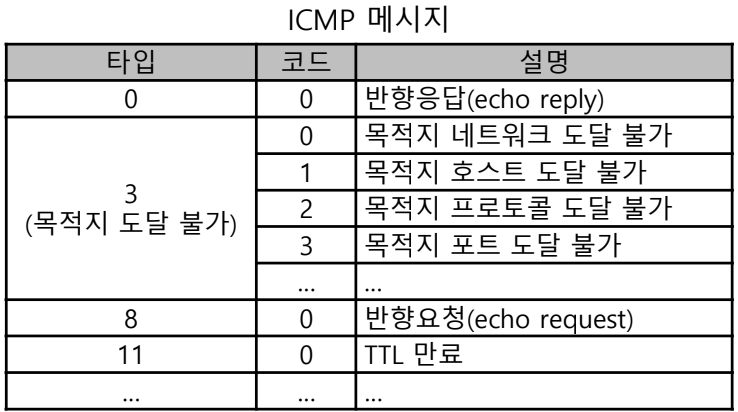 ICMP 메시지
타입 코드 설명
0 0 반향응답(echo reply)
3
(목적지 도달 불가)
0 목적지 네트워크 도달 불가
1 목적지 호스트 도달 불가
2 목적지 프로토콜 도달 불가
3 목적지 포트 도달 불가
... ...
8 0 반향요청(echo request)
11 0 TTL 만료
... ... ...